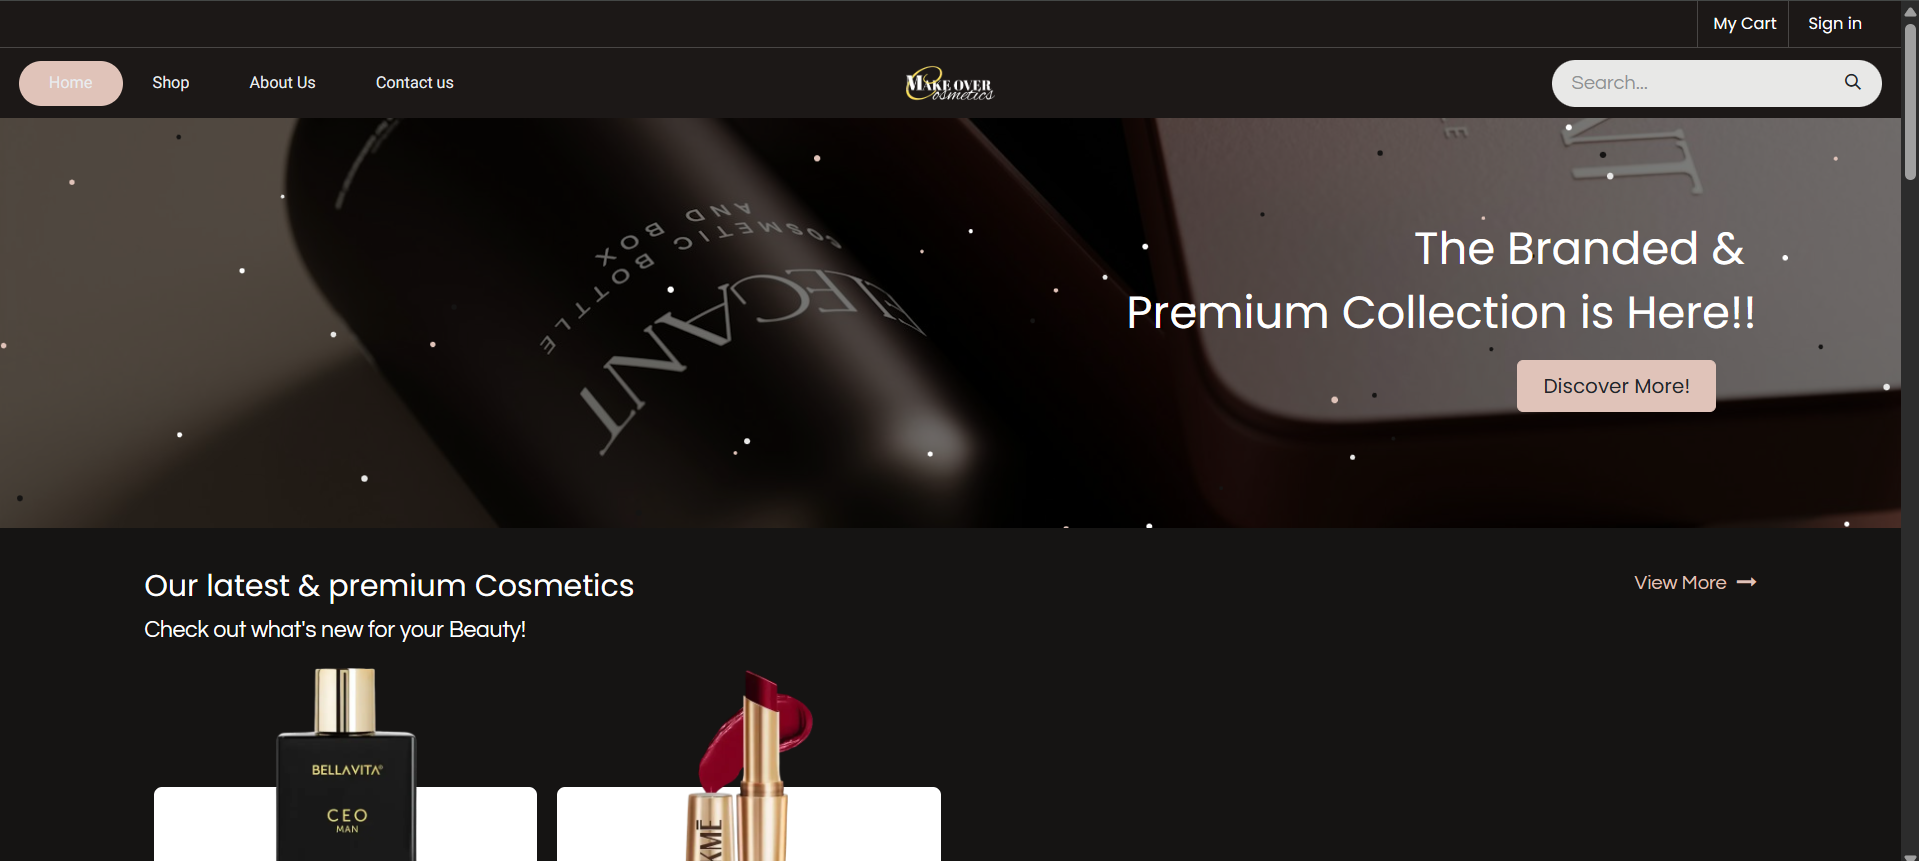 My Cart
Sign in
Home
Shop
About Us
Contact us
MAKE OVER
Cosmetics
Search...
ELEGANT
COSMETIC BOTTLE
AND BOX
The Branded &
Premium Collection is Here!!
Discover More!
Our latest & premium Cosmetics
View More
Check out what's new for your Beauty!
BELLAVITA®
CEO
MAN
KMÉ